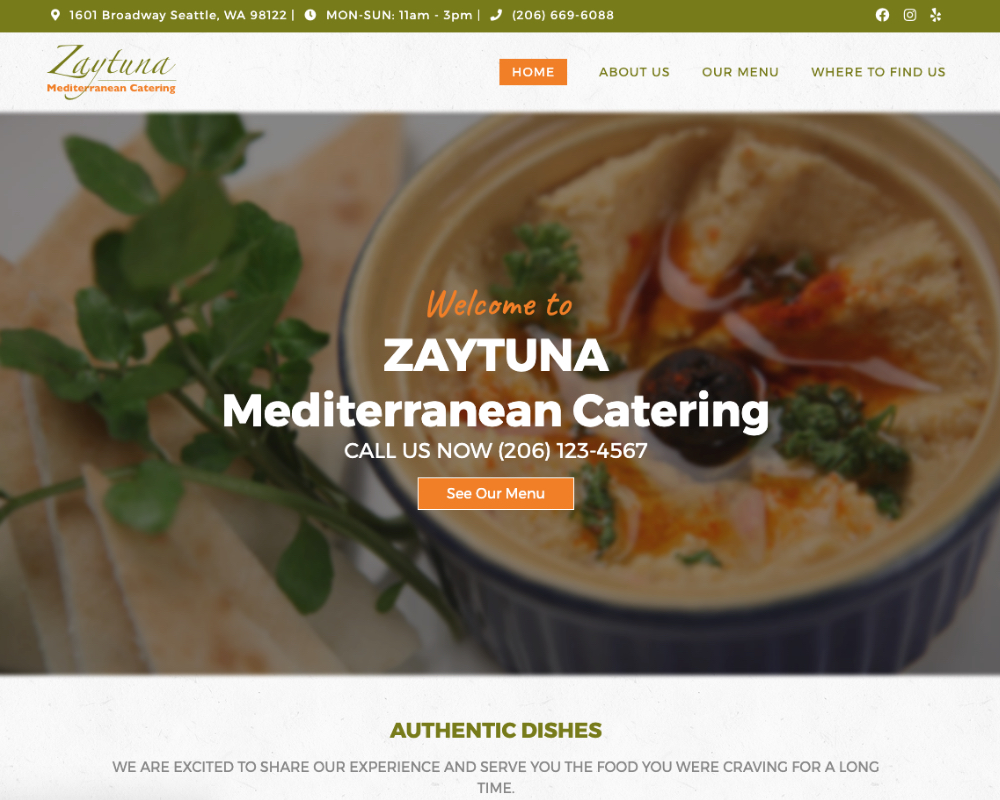 1601 Broadway Seattle, WA 98122 | MON-SUN: 11am - 3pm | (206) 669-6088
Zaytuna
Mediterranean Catering
HOME ABOUT US OUR MENU WHERE TO FIND US
Welcome to
ZAYTUNA
Mediterranean Catering
CALL US NOW (206) 123-4567
See Our Menu
AUTHENTIC DISHES
WE ARE EXCITED TO SHARE OUR EXPERIENCE AND SERVE YOU THE FOOD YOU WERE CRAVING FOR A LONG
TIME.